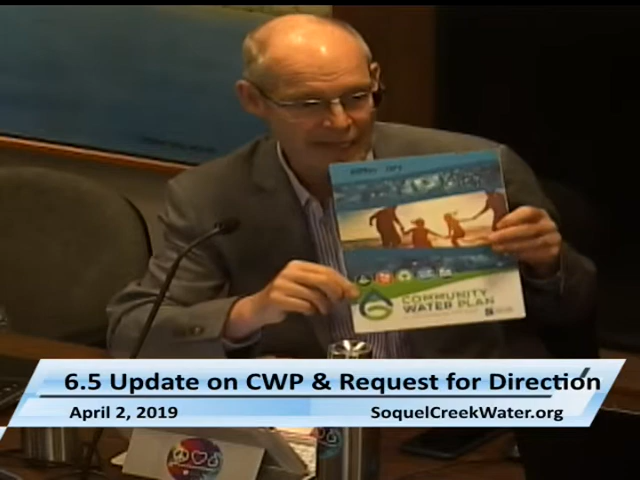 COMMUNITY
WATER PLAN
6.5 Update on CWP & Request for Direction
April 2, 2019
SoquelCreekWater.org